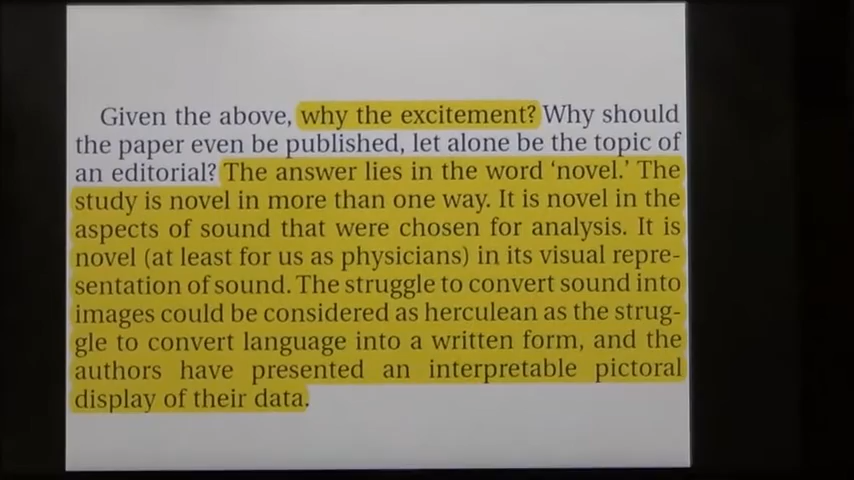 Given the above, why the excitement? Why should
the paper even be published, let alone be the topic of
an editorial? The answer lies in the word ‘novel.’ The
study is novel in more than one way. It is novel in the
aspects of sound that were chosen for analysis. It is
novel (at least for us as physicians) in its visual repre-
sentation of sound. The struggle to convert sound into
images could be considered as herculean as the strug-
gle to convert language into a written form, and the
authors have presented an interpretable pictoral
display of their data.